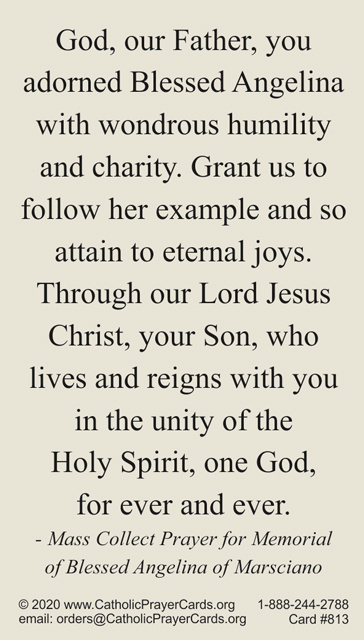 God, our Father, you
adorned Blessed Angelina
with wondrous humility
and charity. Grant us to
follow her example and so
attain to eternal joys.
Through our Lord Jesus
Christ, your Son, who
lives and reigns with you
in the unity of the
Holy Spirit, one God,
for ever and ever.
- Mass Collect Prayer for Memorial
of Blessed Angelina of Marsciano
© 2020 www.CatholicPrayerCards.org 1-888-244-2788
email: orders@CatholicPrayerCards.org Card #813